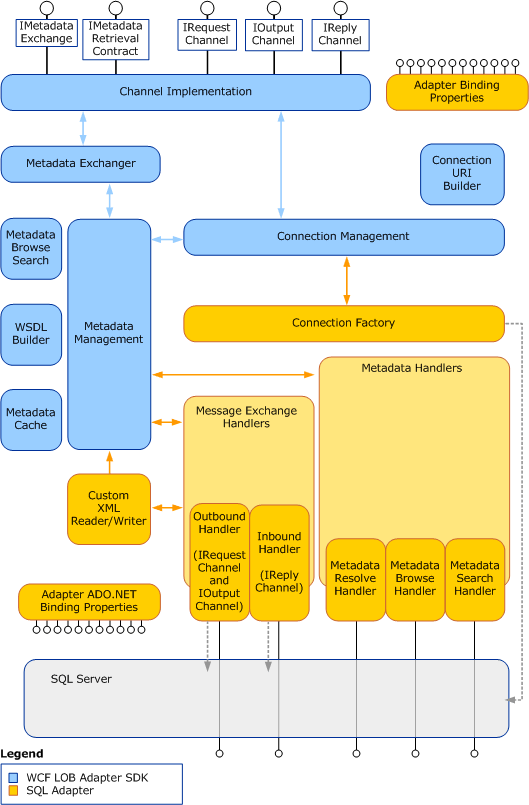 IMetadata
Exchange
IMetadata
Retrieval
Contract
IRequest
Channel
IOutput
Channel
IReply
Channel
Channel Implementation
Adapter Binding
Properties
Metadata Exchanger
Connection
URI
Builder
Metadata
Browse
Search
Connection Management
WSDL
Builder
Metadata
Management
Connection Factory
Metadata Handlers
Metadata
Cache
Message Exchange
Handlers
Custom
XML
Reader/Writer
Outbound
Handler
(IRequest
Channel
and
IOutput
Channel)
Inbound
Handler
(IReply
Channel)
Metadata
Resolve
Handler
Metadata
Browse
Handler
Metadata
Search
Handler
Adapter ADO.NET
Binding Properties
SQL Server
Legend
WCF LOB Adapter SDK
SQL Adapter